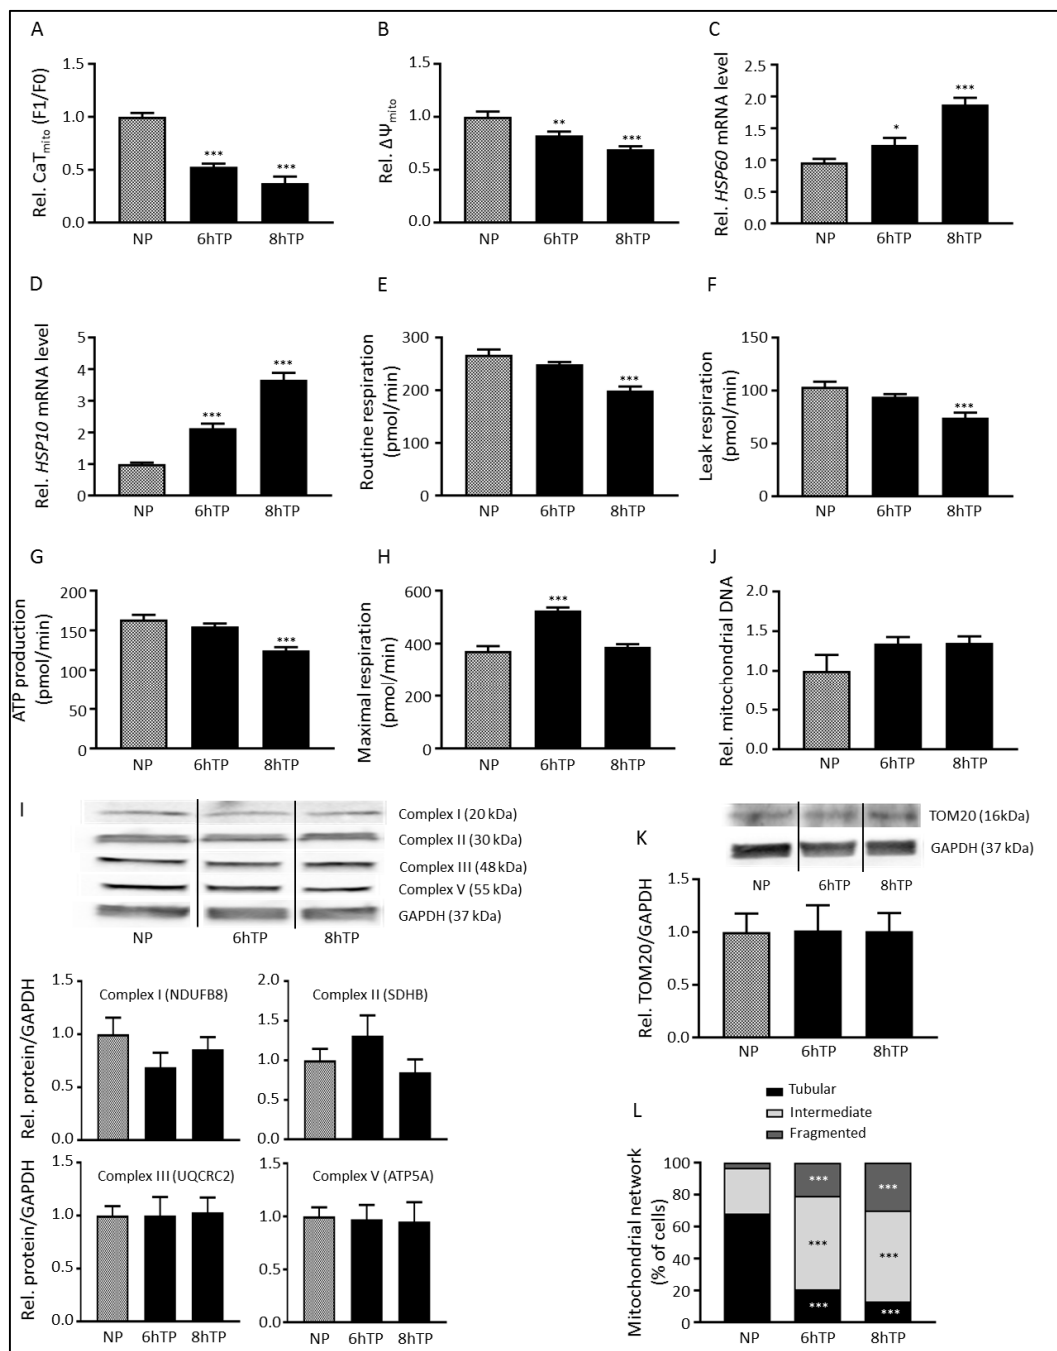 A
Rel. CaTmito (F1/F0)
1.5
1.0
0.5
0.0
***
***
NP
6hTP
8hTP
B
Rel. ΔΨmito
1.5
1.0
0.5
0.0
**
***
NP
6hTP
8hTP
C
Rel. HSP60 mRNA level
2.5
2.0
1.5
1.0
0.5
0.0
*
***
NP
6hTP
8hTP
D
Rel. HSP10 mRNA level
5
4
3
2
1
0
***
***
NP
6hTP
8hTP
E
Routine respiration
(pmol/min)
300
200
100
0
***
NP
6hTP
8hTP
F
Leak respiration
(pmol/min)
150
100
50
0
***
NP
6hTP
8hTP
G
ATP production
(pmol/min)
200
150
100
50
0
***
NP
6hTP
8hTP
H
Maximal respiration
(pmol/min)
600
400
200
0
***
NP
6hTP
8hTP
J
Rel. mitochondrial DNA
2.0
1.5
1.0
0.5
0.0
NP
6hTP
8hTP
I
Complex I (20 kDa)
Complex II (30 kDa)
Complex III (48 kDa)
Complex V (55 kDa)
GAPDH (37 kDa)
NP
6hTP
8hTP
Rel. protein/GAPDH
1.5
1.0
0.5
0.0
Complex I (NDUFB8)
2.0
1.5
1.0
0.5
0.0
Complex II (SDHB)
Rel. protein/GAPDH
1.5
1.0
0.5
0.0
Complex III (UQCRC2)
NP
6hTP
8hTP
1.5
1.0
0.5
0.0
Complex V (ATP5A)
NP
6hTP
8hTP
K
TOM20 (16kDa)
GAPDH (37 kDa)
NP
6hTP
8hTP
Rel. TOM20/GAPDH
1.5
1.0
0.5
0.0
NP
6hTP
8hTP
L
Tubular
Intermediate
Fragmented
Mitochondrial network
(% of cells)
100
80
60
40
20
0
***
***
***
***
***
***
NP
6hTP
8hTP